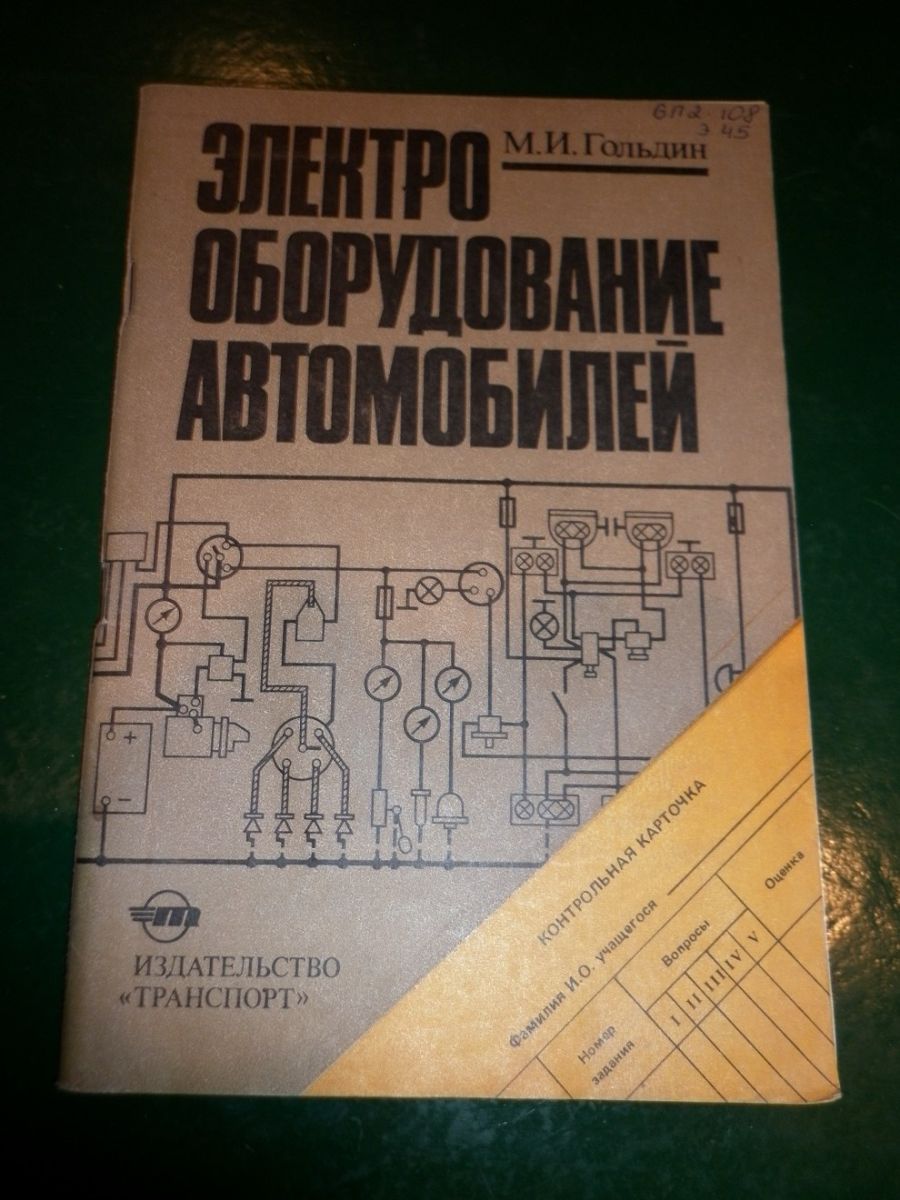 6П2.108
Э 45
М.И. Гольдин
ЭЛЕКТРО
ОБОРУДОВАНИЕ
АВТОМОБИЛЕЙ
+
−
КОНТРОЛЬНАЯ КАРТОЧКА
Фамилия И.О. учащегося
Номер
задания
Вопросы
I II III IV V
Оценка
m
ИЗДАТЕЛЬСТВО
«ТРАНСПОРТ»